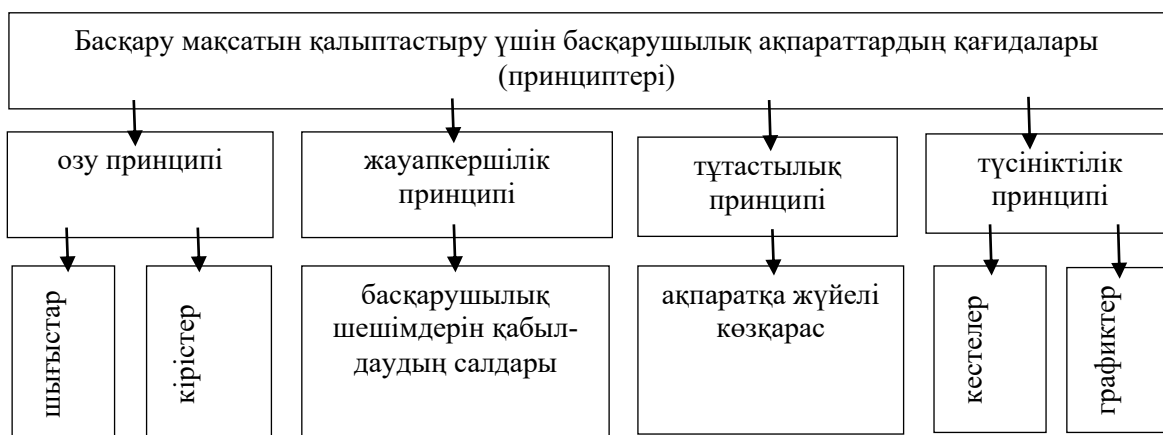 Басқару мақсатын қалыптастыру үшін басқарушылық ақпараттардың қағидалары
(принциптері)
озу принципі
жауапкершілік
принципі
тұтастылық
принципі
түсініктілік
принципі
шығыстар
кірістер
басқарушылық
шешімдерін қабыл-
даудың салдары
ақпаратқа жүйелі
көзқарас
кестелер
графиктер